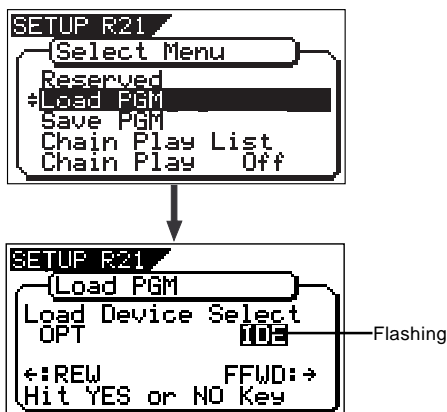 SETUP R21
Select Menu
Reserved
Load PGM
Save PGM
Chain Play List
Chain Play Off
SETUP R21
Load PGM
Load Device Select
OPT IDE
Flashing
←:REW FFWD:→
Hit YES or NO Key